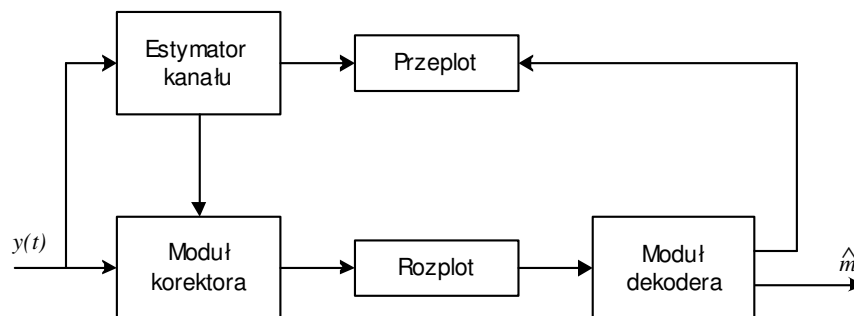 Estymator
kanału
Przeplot
y(t)
Moduł
korektora
Rozplot
Moduł
dekodera
m̂